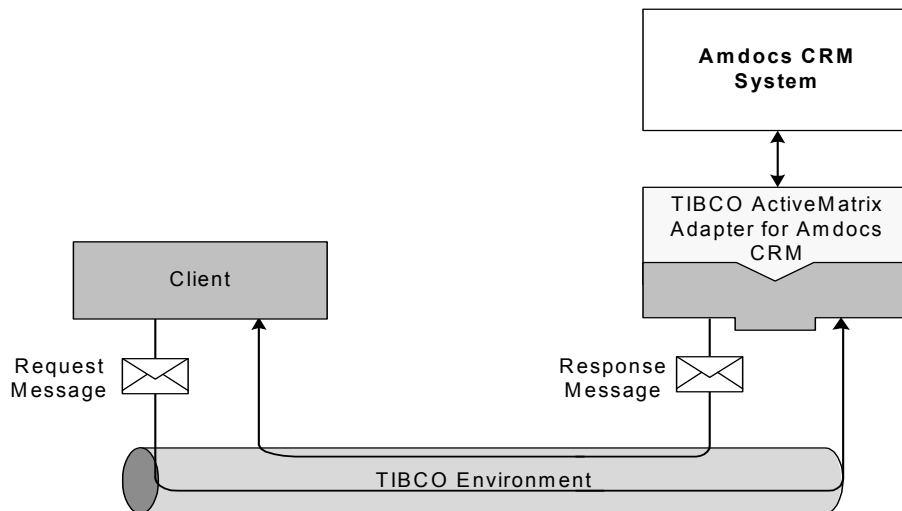 Amdocs CRM
System
TIBCO ActiveMatrix
Adapter for Amdocs
CRM
Client
Request
Message
Response
Message
TIBCO Environment